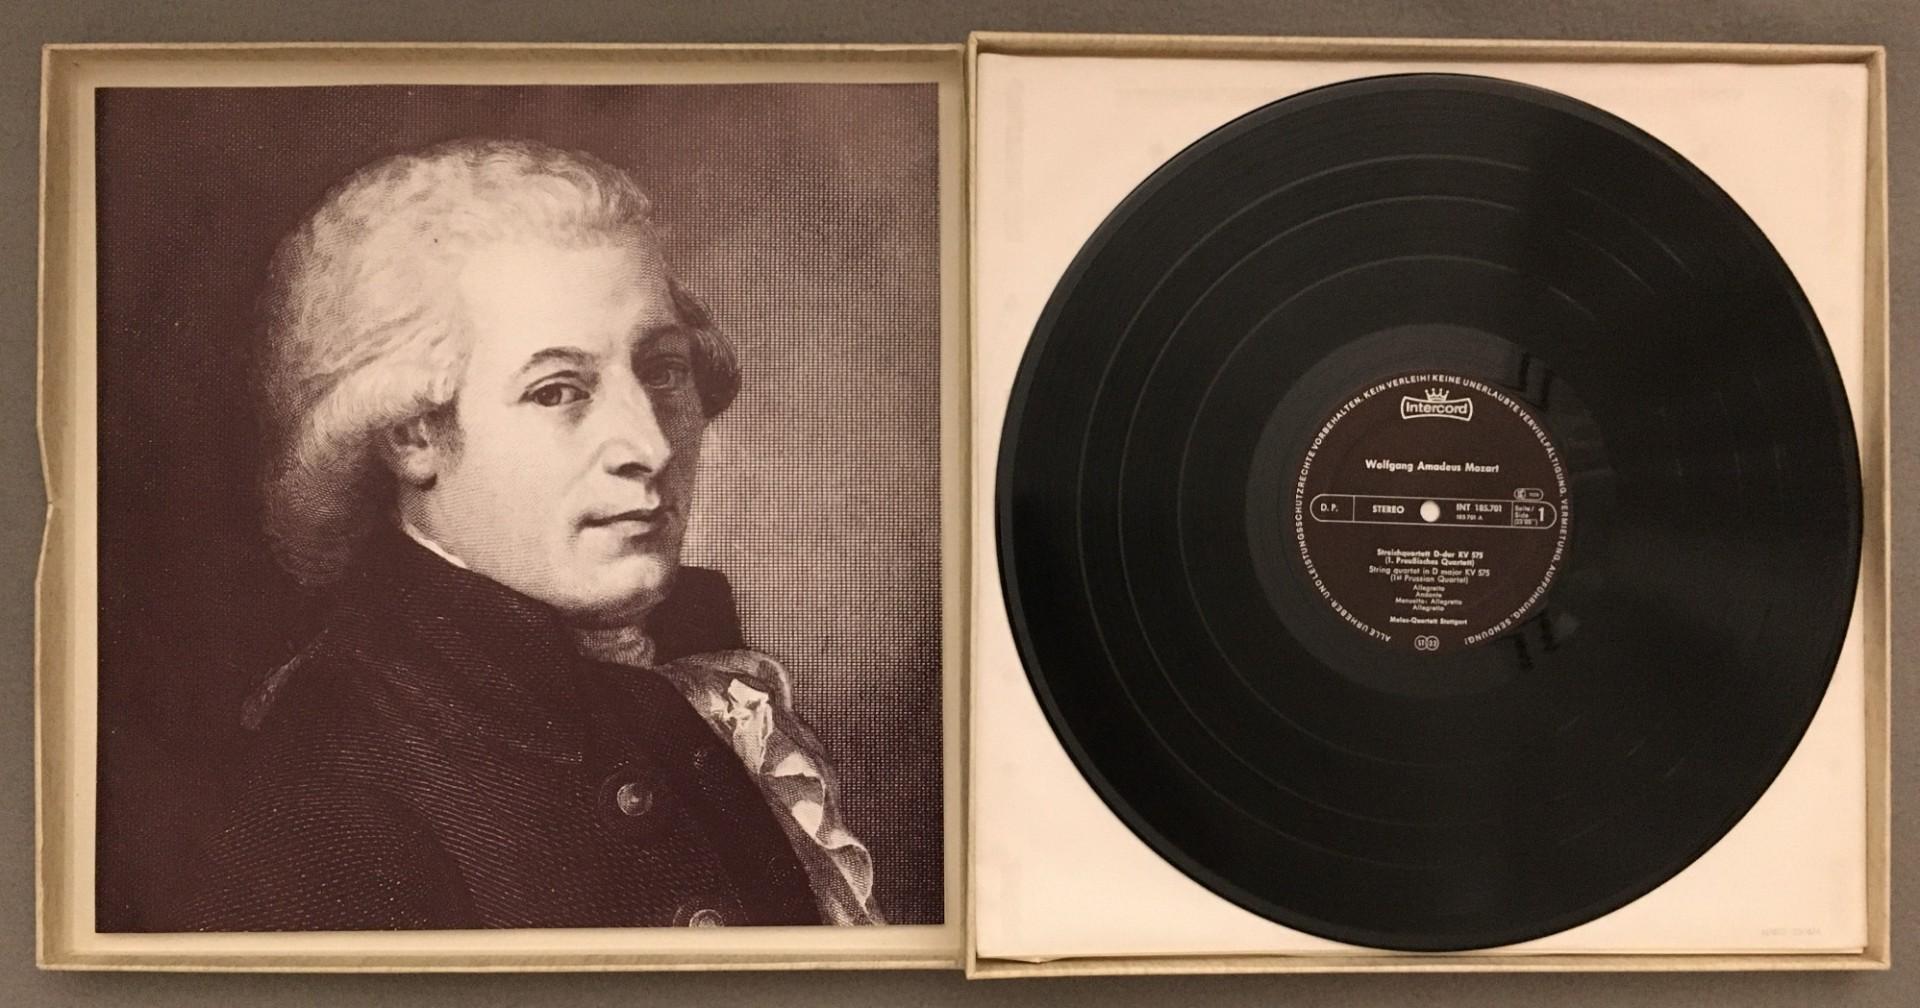 ALLE URHEBER- UND LEISTUNGSSCHUTZRECHTE VORBEHALTEN. KEIN VERLEIH! KEINE UNERLAUBTE VERVIELFÄLTIGUNG, VERMIETUNG, AUFFÜHRUNG, SENDUNG!
Intercord
Wolfgang Amadeus Mozart
D. P. STEREO INT 185.701 Seite/ 1
185 701 A Side
Streichquartett D-dur KV 575
(1. Preußisches Quartett)
String quartet in D major KV 575
(1st Prussian Quartet)
Allegretto
Andante
Menuetto: Allegretto
Allegretto
Melos-Quartett Stuttgart
ST 33